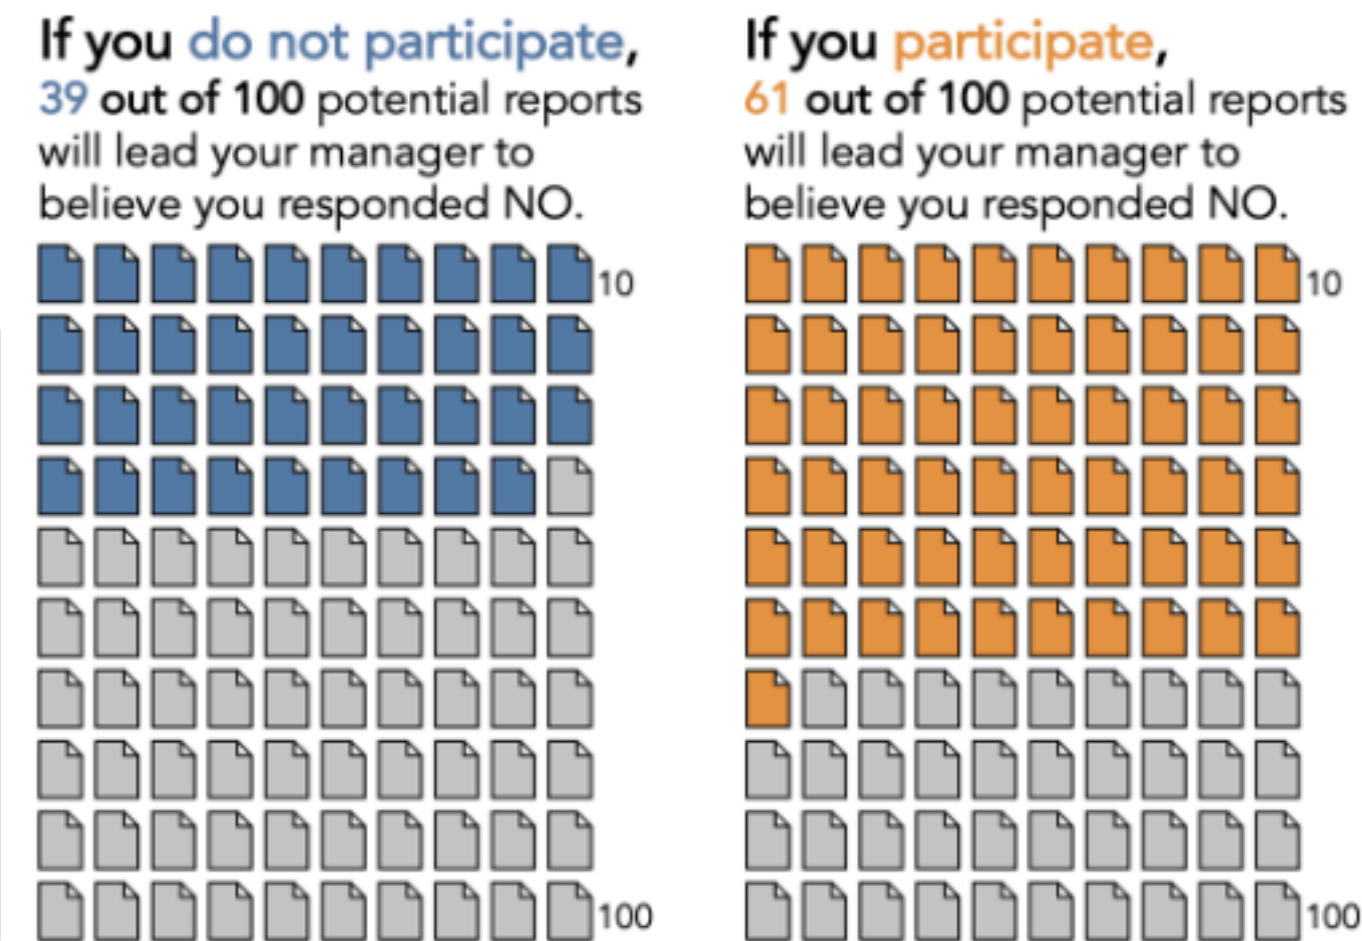 If you do not participate,
39 out of 100 potential reports
will lead your manager to
believe you responded NO.
10
100
If you participate,
61 out of 100 potential reports
will lead your manager to
believe you responded NO.
10
100